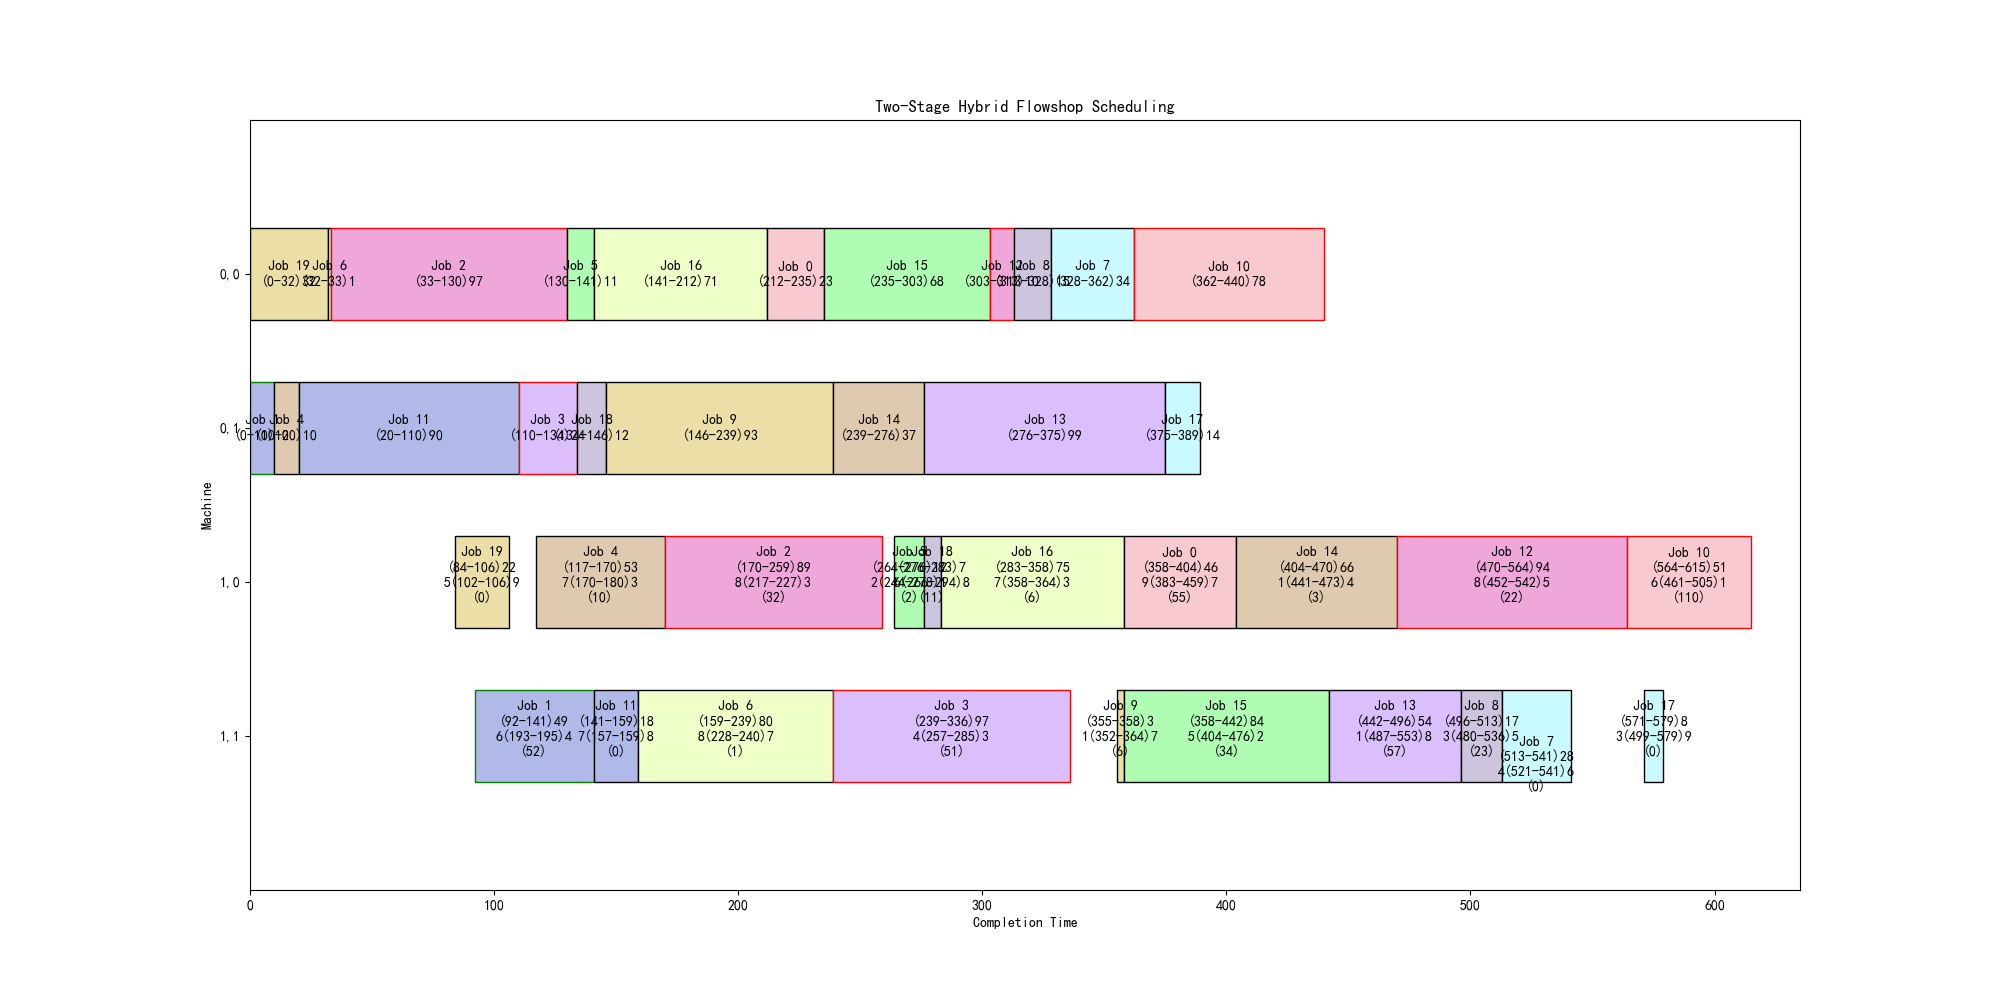 Two-Stage Hybrid Flowshop Scheduling
0,0
Job 19
(0-32)32
Job 6
(32-33)1
Job 2
(33-130)97
Job 5
(130-141)11
Job 16
(141-212)71
Job 0
(212-235)23
Job 15
(235-303)68
Job 12
(303-313)10
Job 8
(313-328)15
Job 7
(328-362)34
Job 10
(362-440)78
0,1
Job 1
(0-10)10
Job 4
(10-20)10
Job 11
(20-110)90
Job 3
(110-134)24
Job 18
(134-146)12
Job 9
(146-239)93
Job 14
(239-276)37
Job 13
(276-375)99
Job 17
(375-389)14
Machine
1,0
Job 19
(84-106)22
5(102-106)9
(0)
Job 4
(117-170)53
7(170-180)3
(10)
Job 2
(170-259)89
8(217-227)3
(32)
Job 5
(264-276)12
(2)
Job 18
(276-283)7
(11)
Job 16
(283-358)75
7(358-364)3
(6)
Job 0
(358-404)46
9(383-459)7
(55)
Job 14
(404-470)66
1(441-473)4
(3)
Job 12
(470-564)94
8(452-542)5
(22)
Job 10
(564-615)51
6(461-505)1
(110)
1,1
Job 1
(92-141)49
6(193-195)4
(52)
Job 11
(141-159)18
7(157-159)8
(0)
Job 6
(159-239)80
8(228-240)7
(1)
Job 3
(239-336)97
4(257-285)3
(51)
Job 9
(355-358)3
1(352-364)7
(6)
Job 15
(358-442)84
5(404-476)2
(34)
Job 13
(442-496)54
1(487-553)8
(57)
Job 8
(496-513)17
3(480-536)5
(23)
Job 7
(513-541)28
4(521-541)6
(0)
Job 17
(571-579)8
3(499-579)9
(0)
0
100
200
300
400
500
600
Completion Time